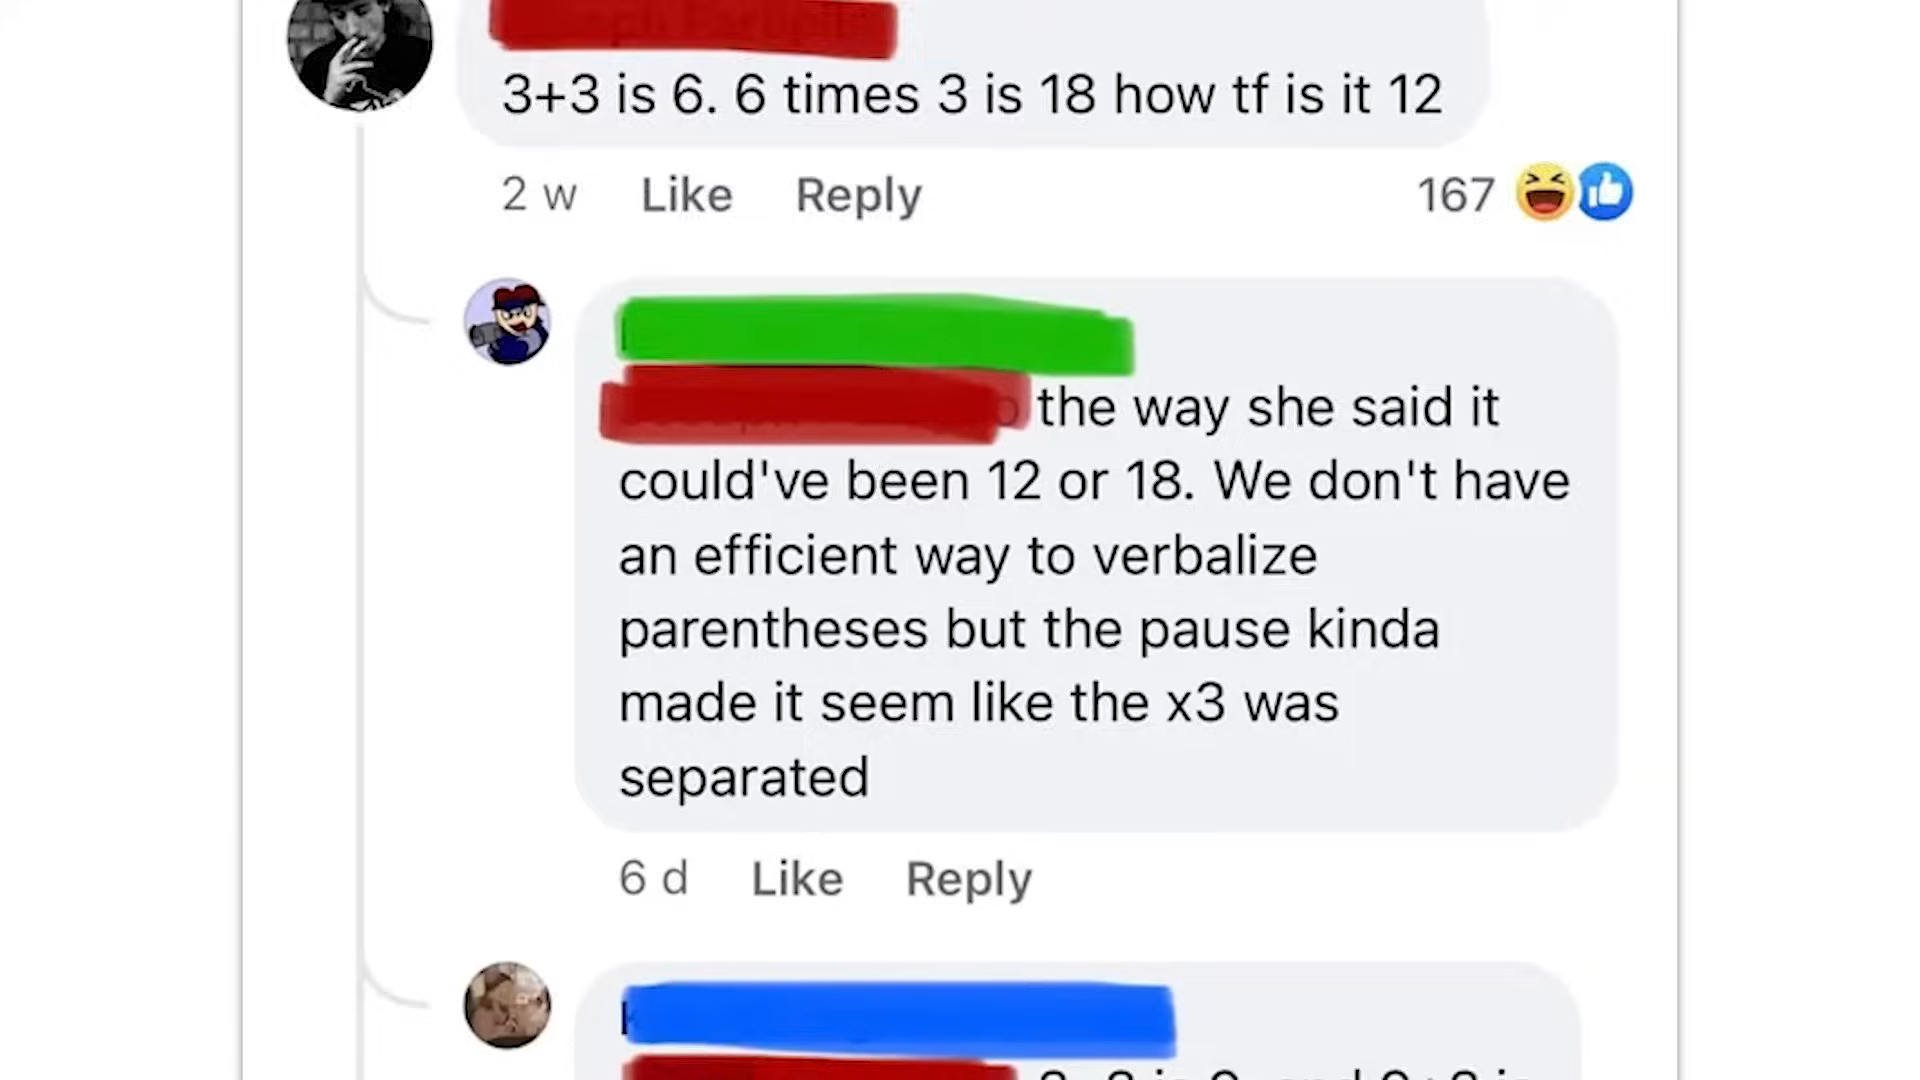 3+3 is 6. 6 times 3 is 18 how tf is it 12
2 w Like Reply 167
the way she said it
could've been 12 or 18. We don't have
an efficient way to verbalize
parentheses but the pause kinda
made it seem like the x3 was
separated
6 d Like Reply